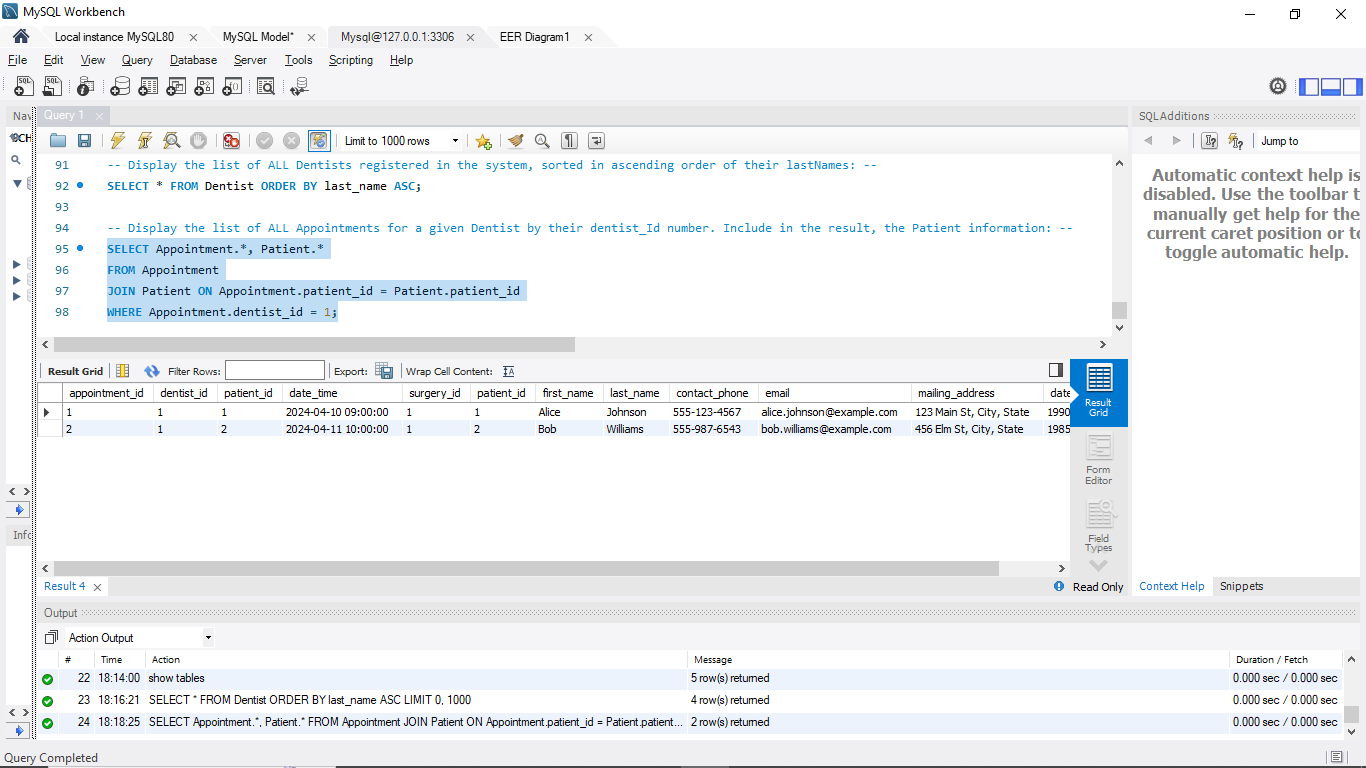 MySQL Workbench
Local instance MySQL80 MySQL Model* Mysql@127.0.0.1:3306 EER Diagram1
File Edit View Query Database Server Tools Scripting Help
Nav Query 1 SQLAdditions
Limit to 1000 rows Jump to
91 -- Display the list of ALL Dentists registered in the system, sorted in ascending order of their lastNames: --
92 SELECT * FROM Dentist ORDER BY last_name ASC;
93
94 -- Display the list of ALL Appointments for a given Dentist by their dentist_Id number. Include in the result, the Patient information: --
95 SELECT Appointment.*, Patient.*
96 FROM Appointment
97 JOIN Patient ON Appointment.patient_id = Patient.patient_id
98 WHERE Appointment.dentist_id = 1;
Automatic context help is
disabled. Use the toolbar t
manually get help for the
current caret position or to
toggle automatic help.
Result Grid Filter Rows: Export: Wrap Cell Content:
appointment_id dentist_id patient_id date_time surgery_id patient_id first_name last_name contact_phone email mailing_address date
1 1 1 2024-04-10 09:00:00 1 1 Alice Johnson 555-123-4567 alice.johnson@example.com 123 Main St, City, State 1990
2 1 2 2024-04-11 10:00:00 1 2 Bob Williams 555-987-6543 bob.williams@example.com 456 Elm St, City, State 1985
Result
Grid
Form
Editor
Field
Types
Info
Result 4 Read Only Context Help Snippets
Output
Action Output
# Time Action Message Duration / Fetch
22 18:14:00 show tables 5 row(s) returned 0.000 sec / 0.000 sec
23 18:16:21 SELECT * FROM Dentist ORDER BY last_name ASC LIMIT 0, 1000 4 row(s) returned 0.000 sec / 0.000 sec
24 18:18:25 SELECT Appointment.*, Patient.* FROM Appointment JOIN Patient ON Appointment.patient_id = Patient.patient... 2 row(s) returned 0.000 sec / 0.000 sec
Query Completed